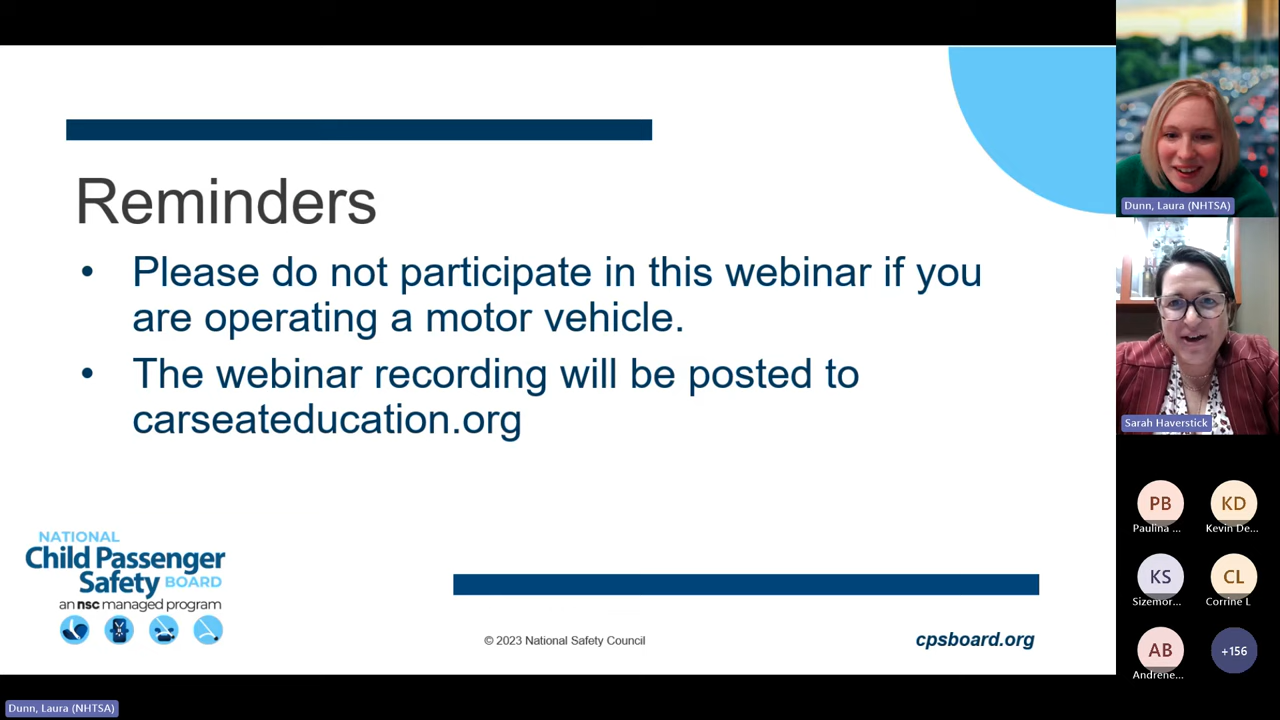 Reminders
• Please do not participate in this webinar if you
are operating a motor vehicle.
• The webinar recording will be posted to
carseateducation.org
NATIONAL
Child Passenger
Safety BOARD
an nsc managed program
© 2023 National Safety Council
cpsboard.org
Dunn, Laura (NHTSA)
Sarah Haverstick
PB
KD
Paulina ...
Kevin De...
KS
CL
Sizemor...
Corrine L
AB
+156
Andrene...
Dunn, Laura (NHTSA)